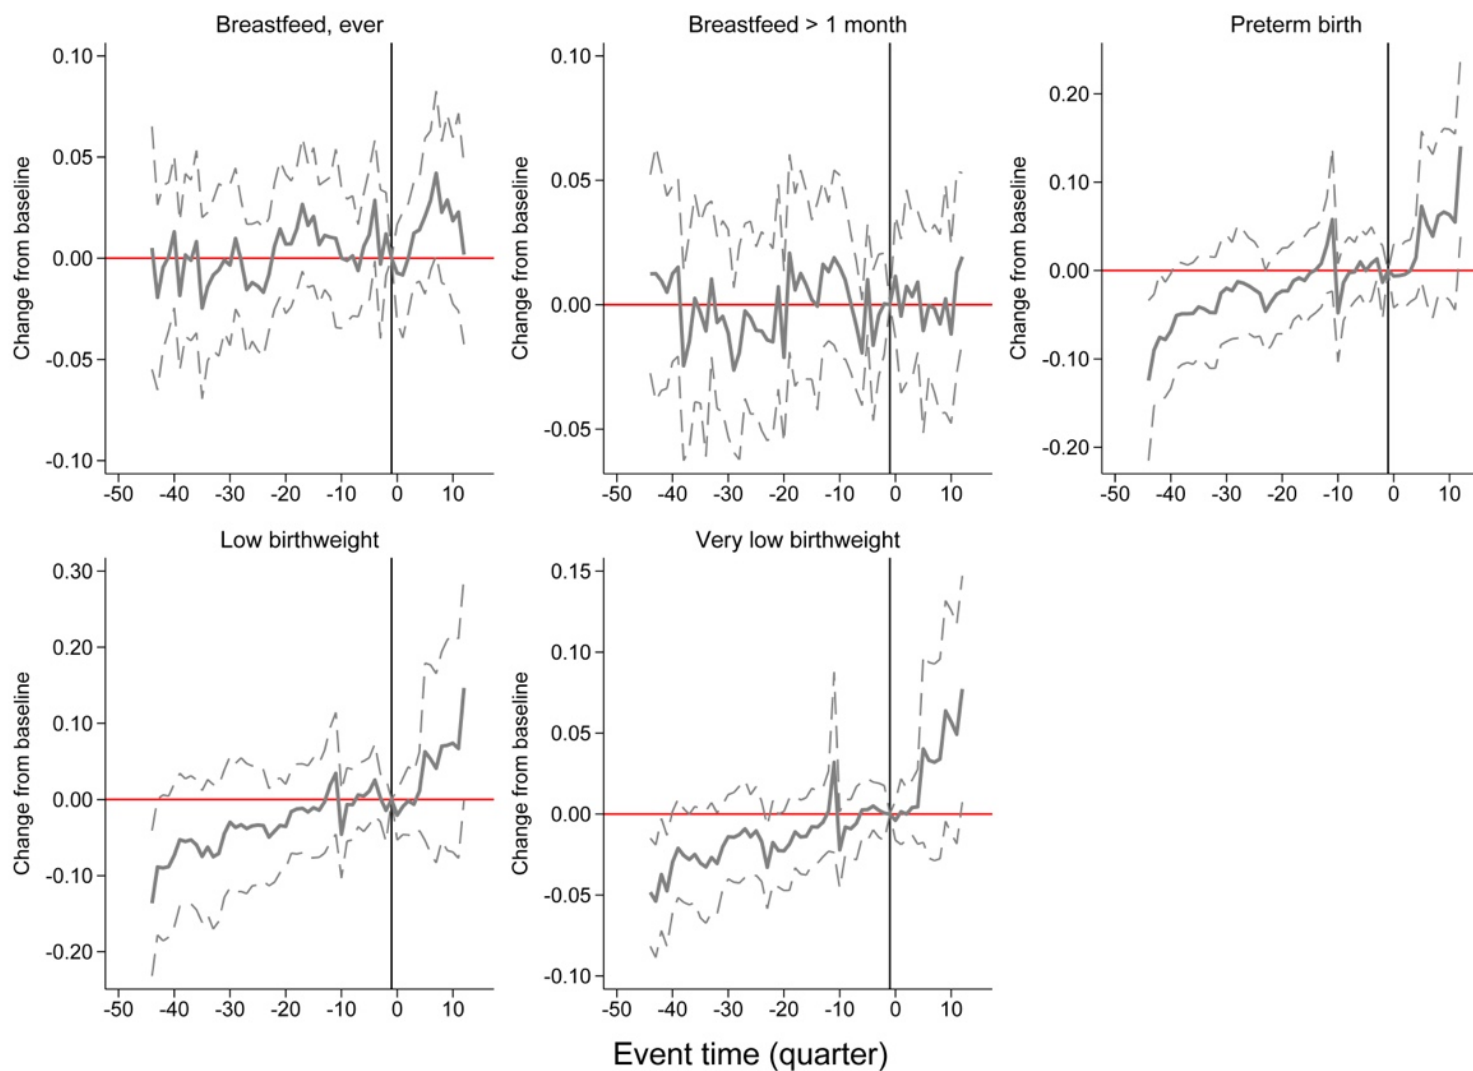 Breastfeed, ever
Change from baseline
0.10
0.05
0.00
-0.05
-0.10
-50 -40 -30 -20 -10 0 10
Breastfeed > 1 month
Change from baseline
0.10
0.05
0.00
-0.05
-50 -40 -30 -20 -10 0 10
Preterm birth
Change from baseline
0.20
0.10
0.00
-0.10
-0.20
-50 -40 -30 -20 -10 0 10
Low birthweight
Change from baseline
0.30
0.20
0.10
0.00
-0.10
-0.20
-50 -40 -30 -20 -10 0 10
Very low birthweight
Change from baseline
0.15
0.10
0.05
0.00
-0.05
-0.10
-50 -40 -30 -20 -10 0 10
Event time (quarter)